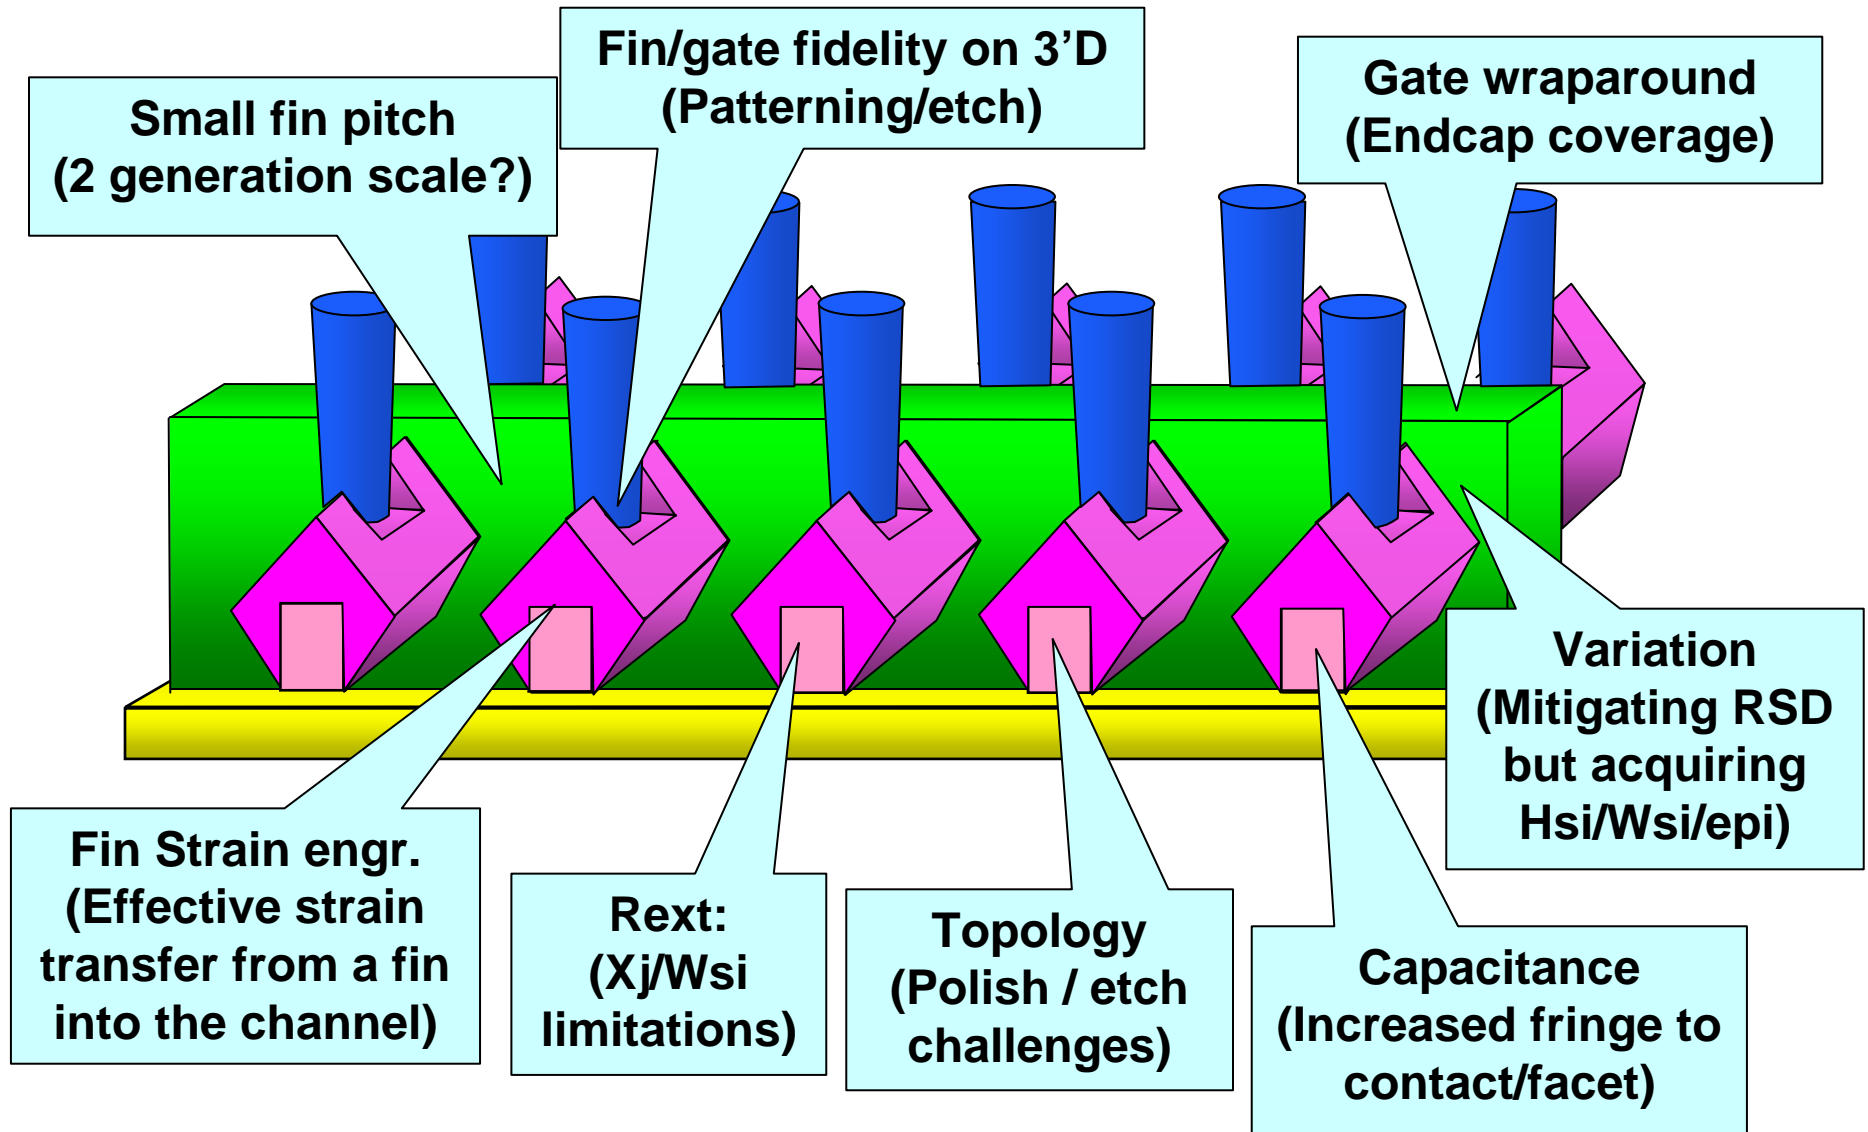 Small fin pitch
(2 generation scale?)
Fin/gate fidelity on 3’D
(Patterning/etch)
Gate wraparound
(Endcap coverage)
Variation
(Mitigating RSD
but acquiring
Hsi/Wsi/epi)
Fin Strain engr.
(Effective strain
transfer from a fin
into the channel)
Rext:
(Xj/Wsi
limitations)
Topology
(Polish / etch
challenges)
Capacitance
(Increased fringe to
contact/facet)